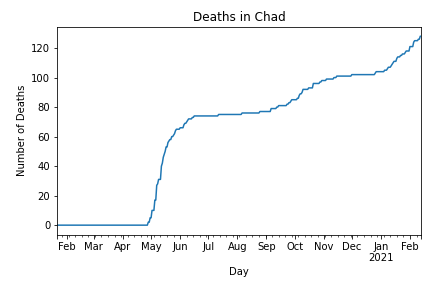 Deaths in Chad
Number of Deaths
120
100
80
60
40
20
0
Feb Mar Apr May Jun Jul Aug Sep Oct Nov Dec Jan Feb
2021
Day